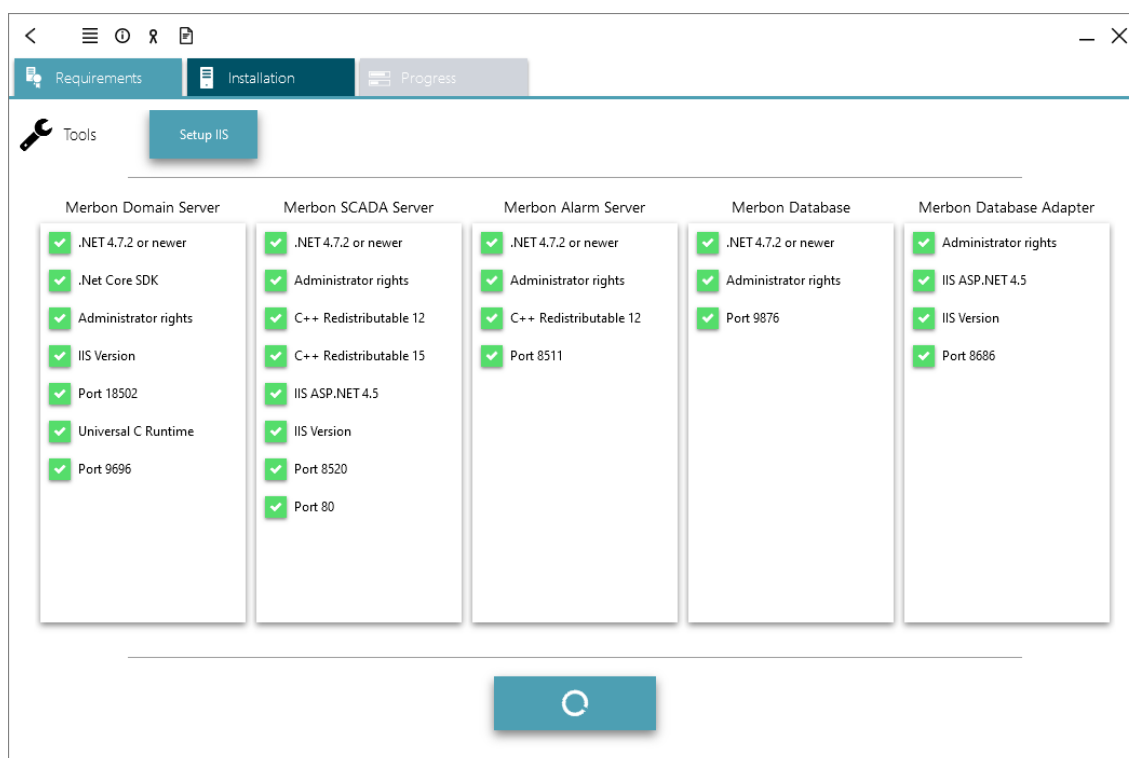 Requirements
Installation
Progress
Tools
Setup IIS
Merbon Domain Server
.NET 4.7.2 or newer
.Net Core SDK
Administrator rights
IIS Version
Port 18502
Universal C Runtime
Port 9696
Merbon SCADA Server
.NET 4.7.2 or newer
Administrator rights
C++ Redistributable 12
C++ Redistributable 15
IIS ASP.NET 4.5
IIS Version
Port 8520
Port 80
Merbon Alarm Server
.NET 4.7.2 or newer
Administrator rights
C++ Redistributable 12
Port 8511
Merbon Database
.NET 4.7.2 or newer
Administrator rights
Port 9876
Merbon Database Adapter
Administrator rights
IIS ASP.NET 4.5
IIS Version
Port 8686